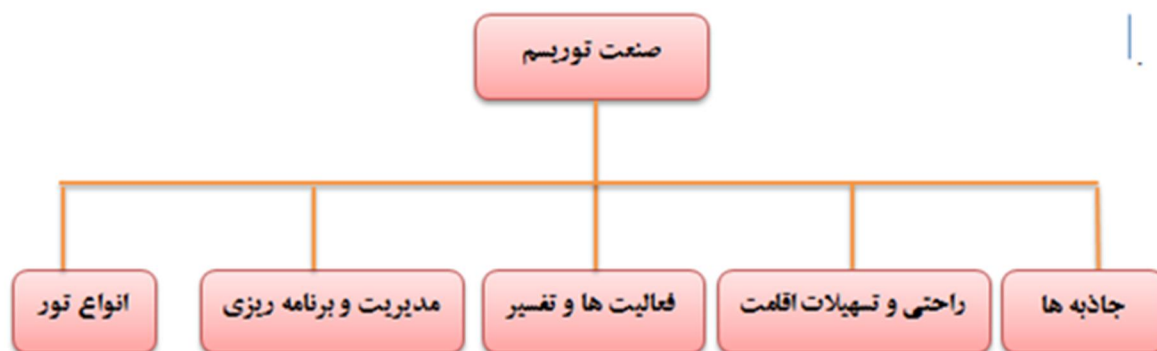 صنعت توریسم
جاذبه ها
راحتی و تسهیلات اقامت
فعالیت ها و تفسیر
مدیریت و برنامه ریزی
انواع تور